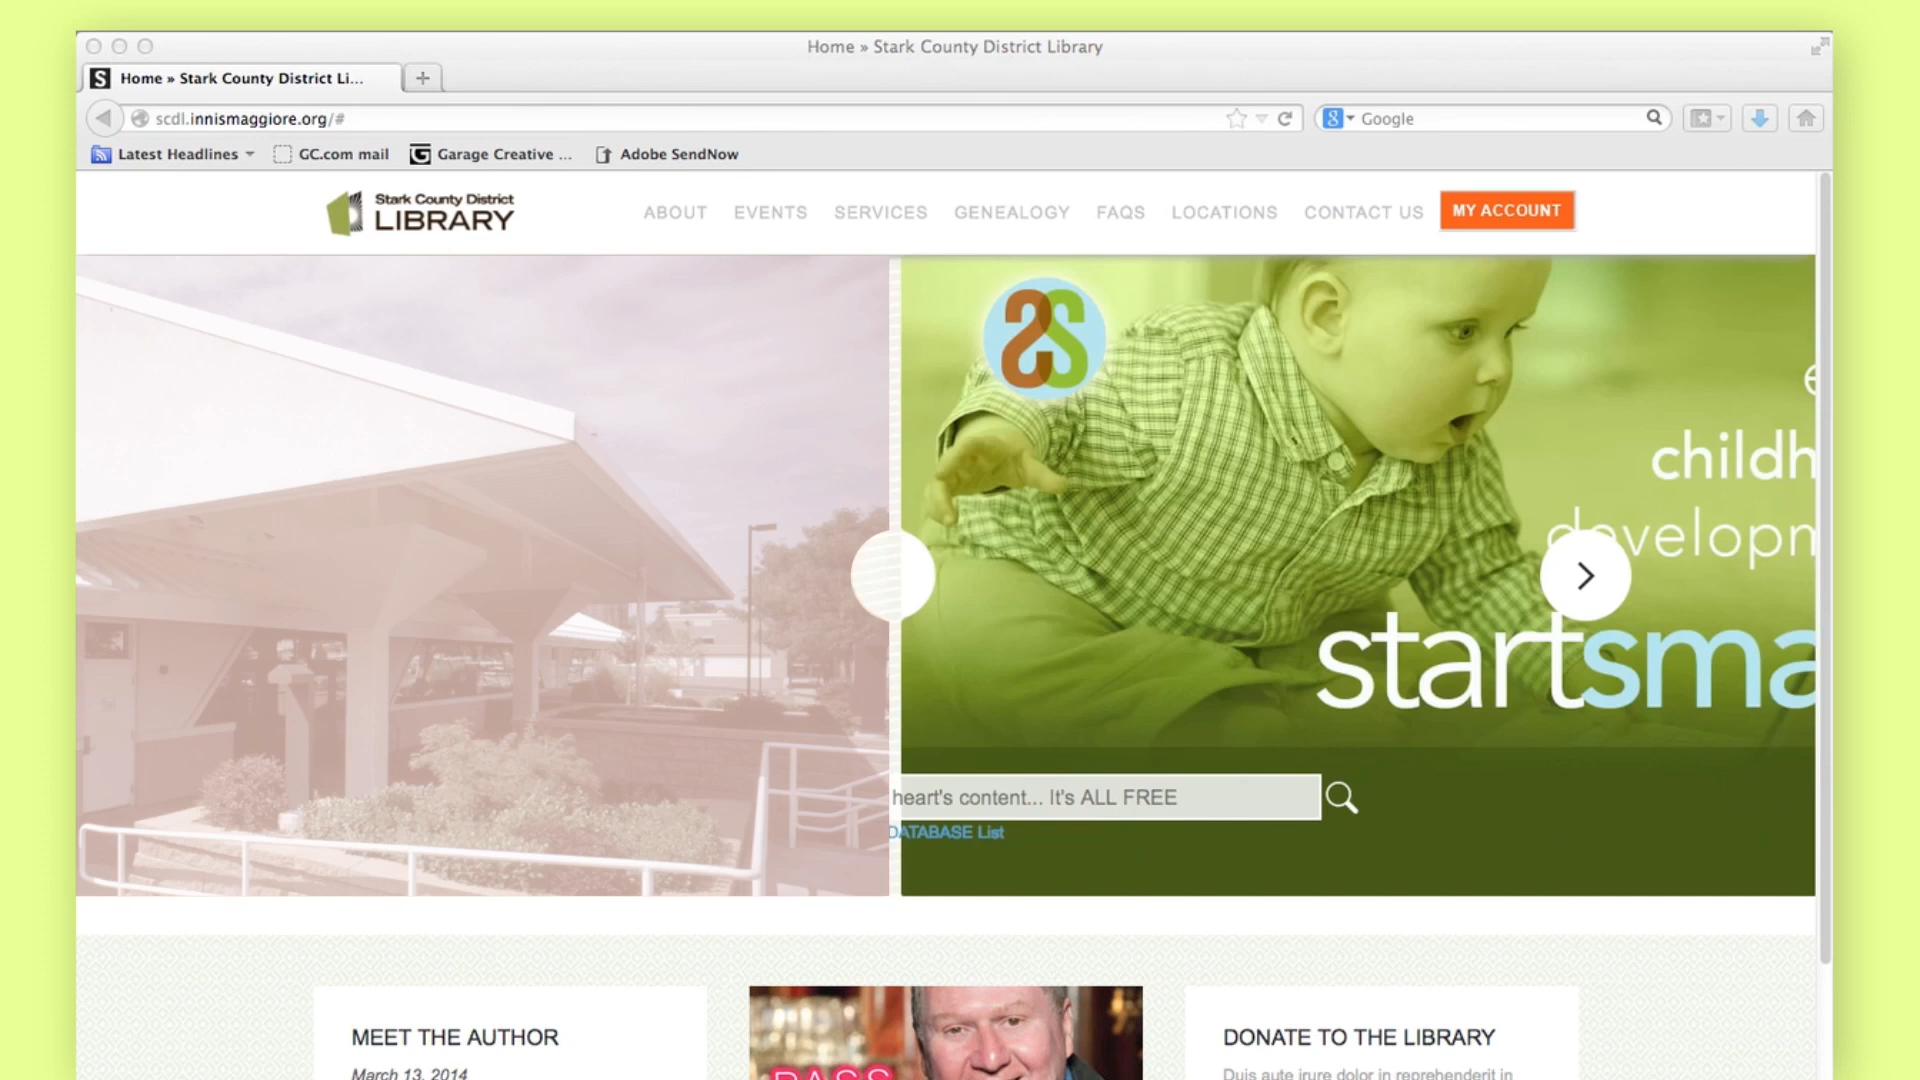 Home » Stark County District Library
S Home » Stark County District Li...
scdl.innismaggiore.org/#
8 Google
Latest Headlines GC.com mail Garage Creative ... Adobe SendNow
Stark County District
LIBRARY
ABOUT EVENTS SERVICES GENEALOGY FAQS LOCATIONS CONTACT US MY ACCOUNT
childh
developm
startsma
heart's content... It's ALL FREE
DATABASE List
MEET THE AUTHOR
March 13, 2014
PASS
DONATE TO THE LIBRARY
Duis aute irure dolor in reprehenderit in